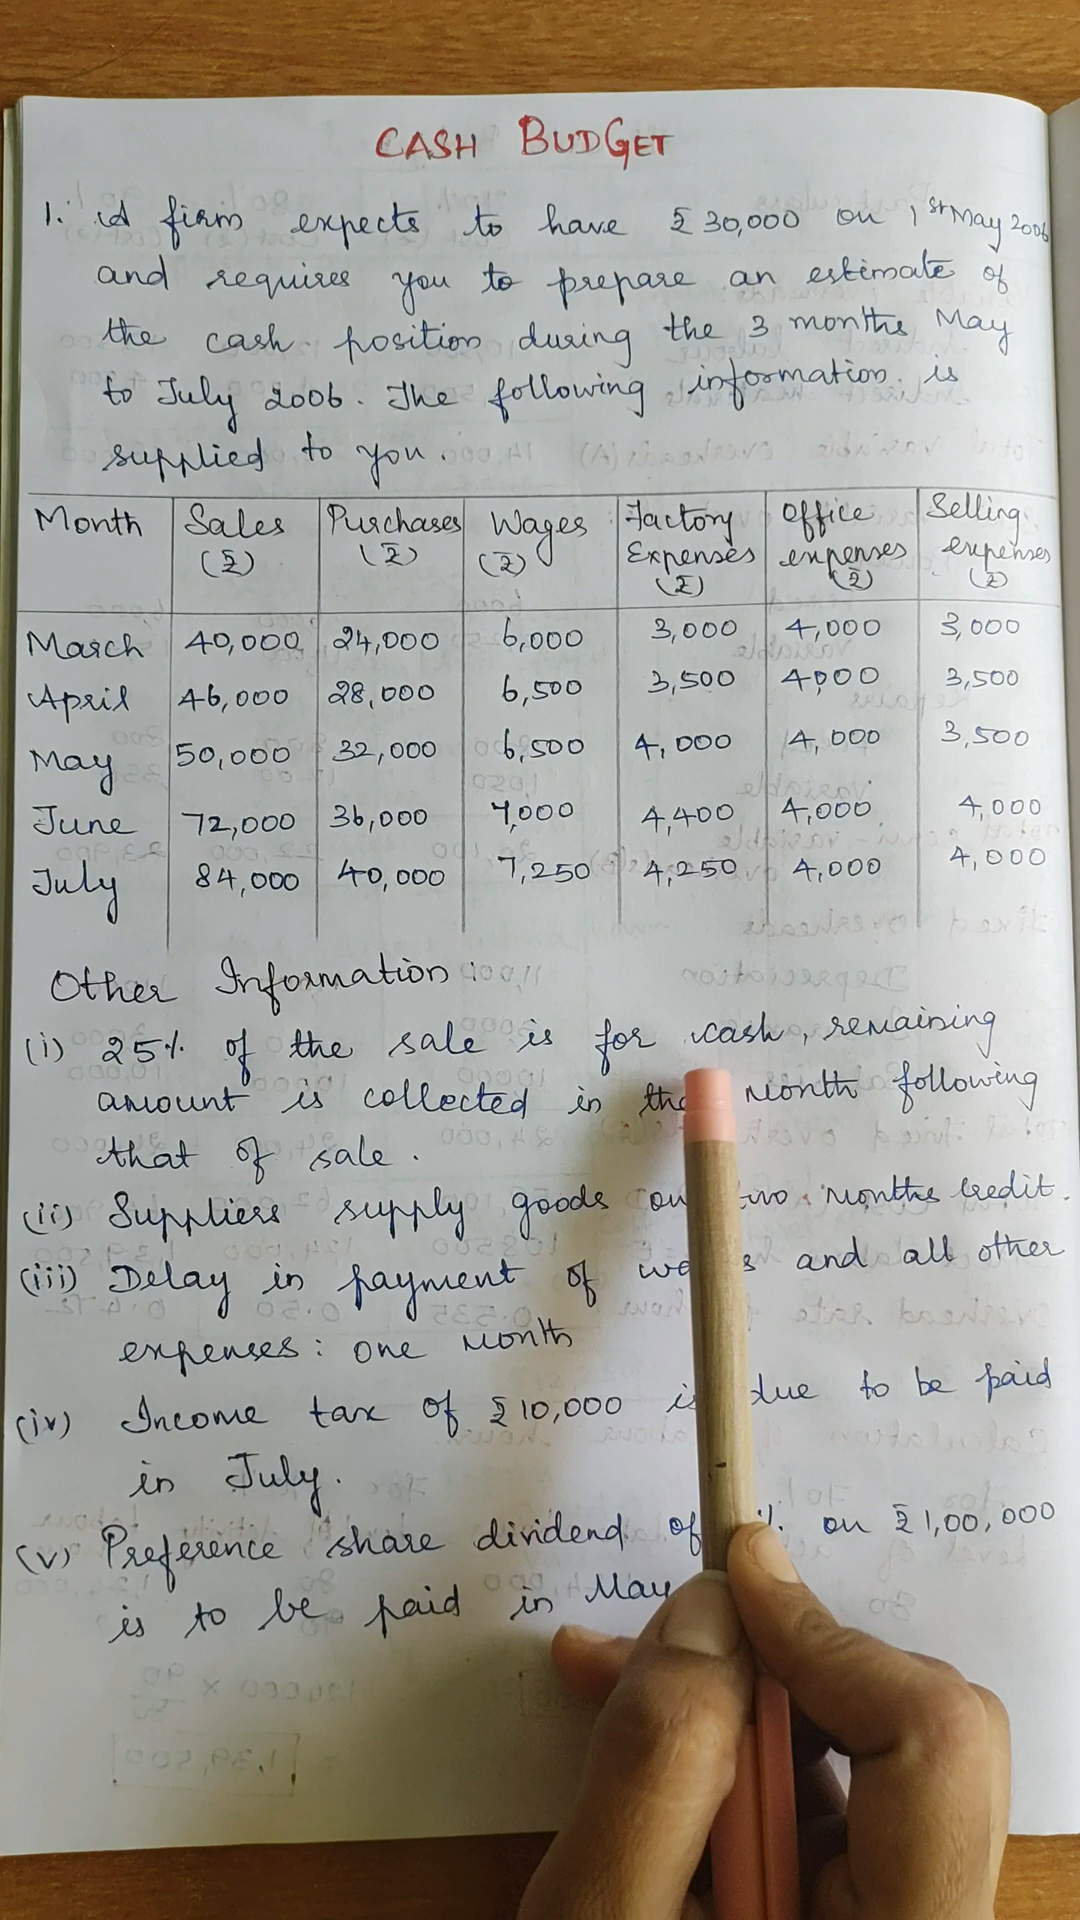 CASH BUDGET
1. A firm expects to have ₹ 30,000 on 1st May 2006
and requires you to prepare an estimate of
the cash position during the 3 months May
to July 2006. The following information is
supplied to you.
Month Sales (₹) Purchases (₹) Wages (₹) Factory Expenses (₹) Office expenses (₹) Selling expenses (₹)
March 40,000 24,000 6,000 3,000 4,000 3,000
April 46,000 28,000 6,500 3,500 4,000 3,500
May 50,000 32,000 6,500 4,000 4,000 3,500
June 72,000 36,000 7,000 4,400 4,000 4,000
July 84,000 40,000 7,250 4,250 4,000 4,000
Other Information:
(i) 25% of the sale is for cash, remaining
amount is collected in the month following
that of sale.
(ii) Suppliers supply goods on two months credit.
(iii) Delay in payment of wages and all other
expenses: one month
(iv) Income tax of ₹10,000 is due to be paid
in July.
(v) Preference share dividend of % on ₹1,00,000
is to be paid in May